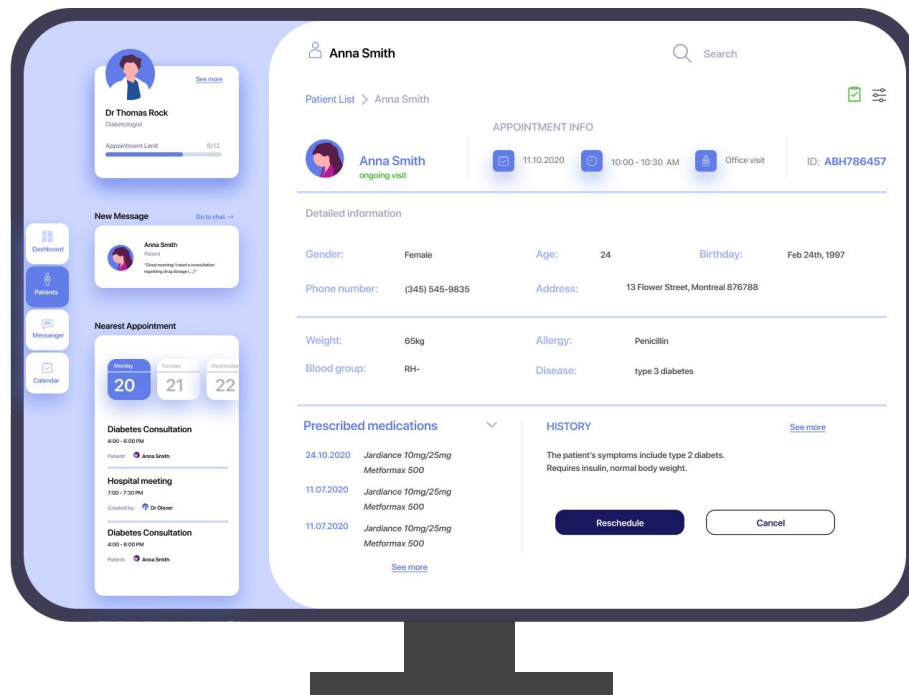 See more
Dr Thomas Rock
Diabetologist
Appointment Limit 8/12
New Message Go to chat →
Anna Smith
Patient
"Good morning! I need a consultation
regarding drug dosage (...)"
Dashboard
Patients
Messanger
Calendar
Nearest Appointment
Monday Tuesday Wednesday
20 21 22
Diabetes Consultation
4:00 - 6:00 PM
Patient: Anna Smith
Hospital meeting
7:00 - 7:30 PM
Created by: Dr Glover
Diabetes Consultation
4:00 - 6:00 PM
Patient: Anna Smith
Anna Smith
Search
Patient List > Anna Smith
APPOINTMENT INFO
Anna Smith
ongoing visit
11.10.2020 10:00 - 10:30 AM Office visit ID: ABH786457
Detailed information
Gender: Female Age: 24 Birthday: Feb 24th, 1997
Phone number: (345) 545-9835 Address: 13 Flower Street, Montreal 876788
Weight: 65kg Allergy: Penicillin
Blood group: RH- Disease: type 3 diabetes
Prescribed medications
24.10.2020 Jardiance 10mg/25mg
Metformax 500
11.07.2020 Jardiance 10mg/25mg
Metformax 500
11.07.2020 Jardiance 10mg/25mg
Metformax 500
See more
HISTORY See more
The patient's symptoms include type 2 diabets.
Requires insulin, normal body weight.
Reschedule Cancel